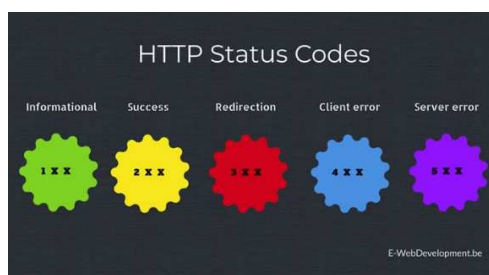 HTTP Status Codes
Informational Success Redirection Client error Server error
1 X X 2 X X 3 X X 4 X X 5 X X
E-WebDevelopment.be